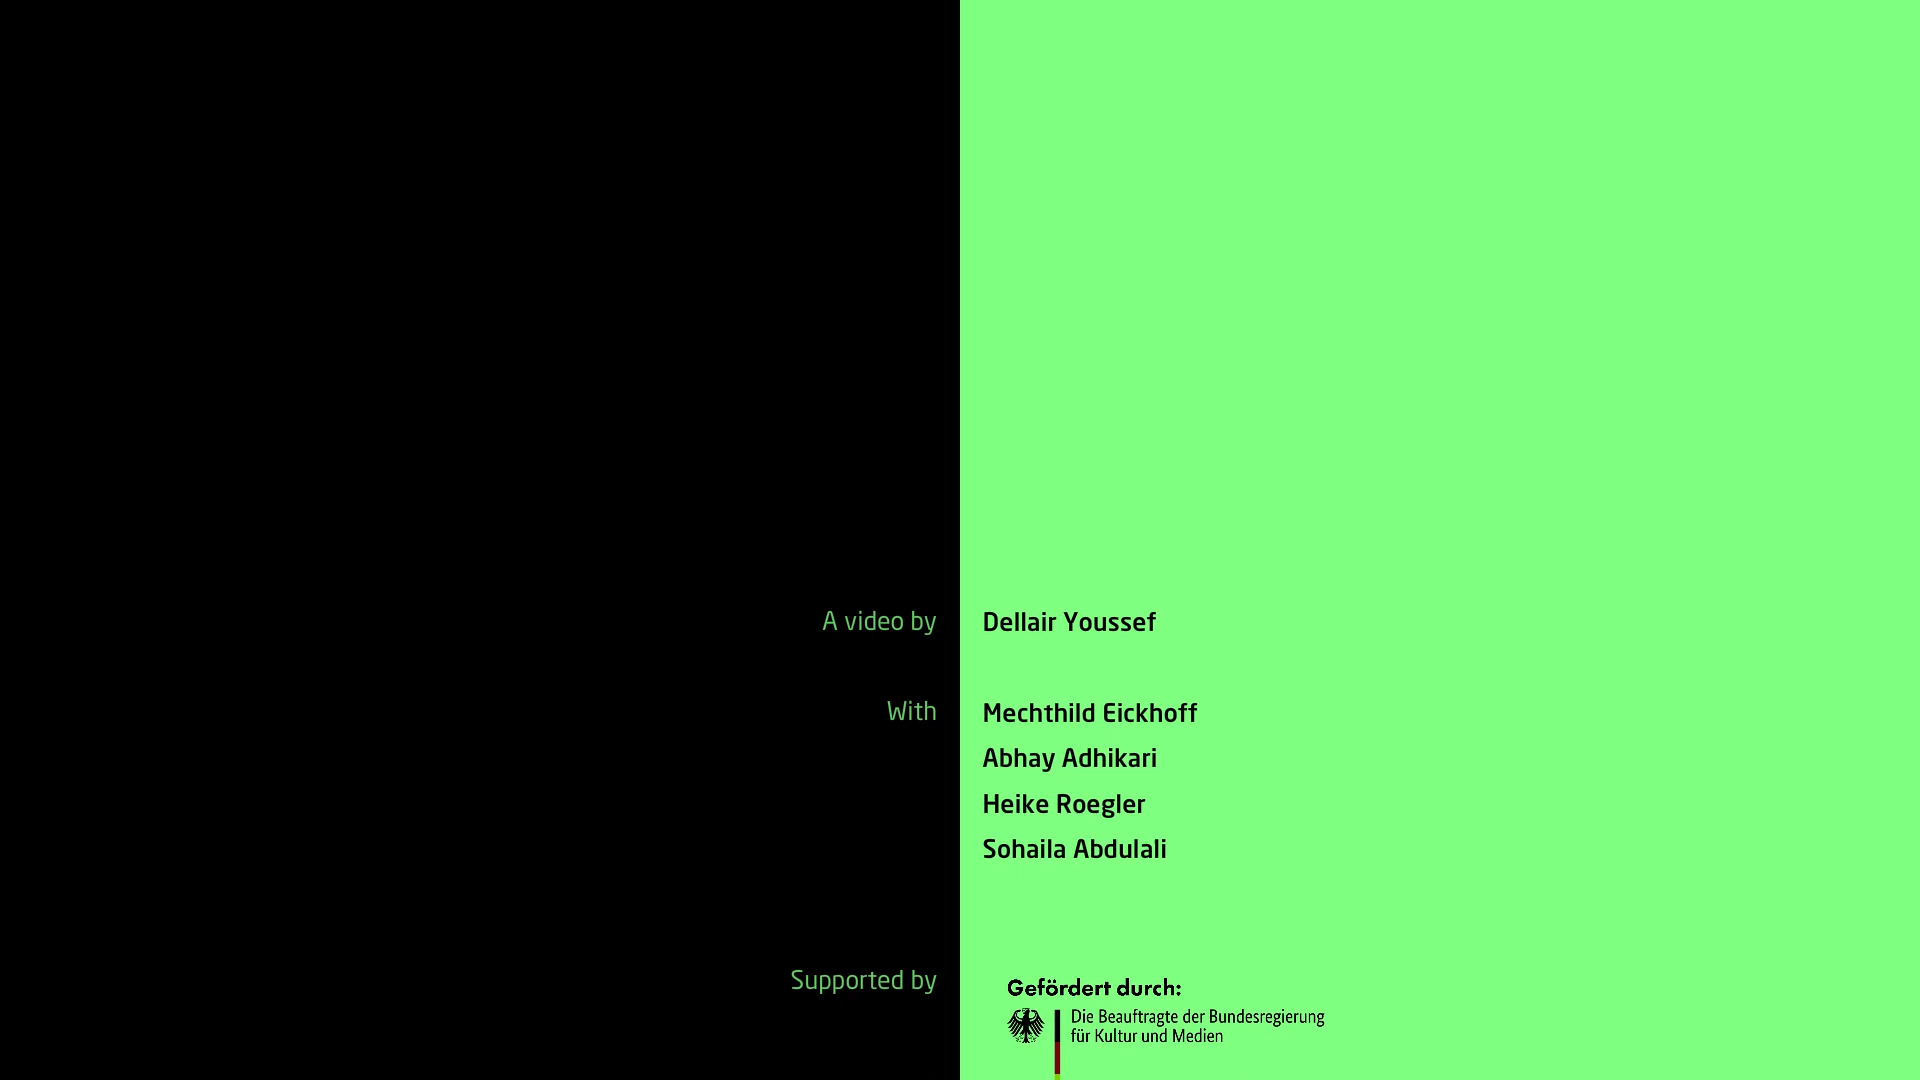 A video by Dellair Youssef
With Mechthild Eickhoff
Abhay Adhikari
Heike Roegler
Sohaila Abdulali
Supported by Gefördert durch:
Die Beauftragte der Bundesregierung
für Kultur und Medien